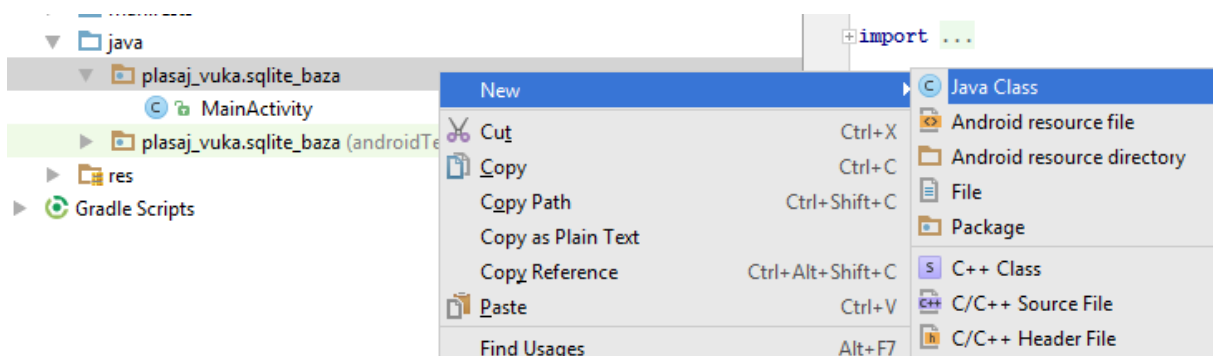 java
plasaj_vuka.sqlite_baza
MainActivity
plasaj_vuka.sqlite_baza (androidTe
res
Gradle Scripts
import ...
New
Cut Ctrl+X
Copy Ctrl+C
Copy Path Ctrl+Shift+C
Copy as Plain Text
Copy Reference Ctrl+Alt+Shift+C
Paste Ctrl+V
Find Usages Alt+F7
Java Class
Android resource file
Android resource directory
File
Package
C++ Class
C/C++ Source File
C/C++ Header File